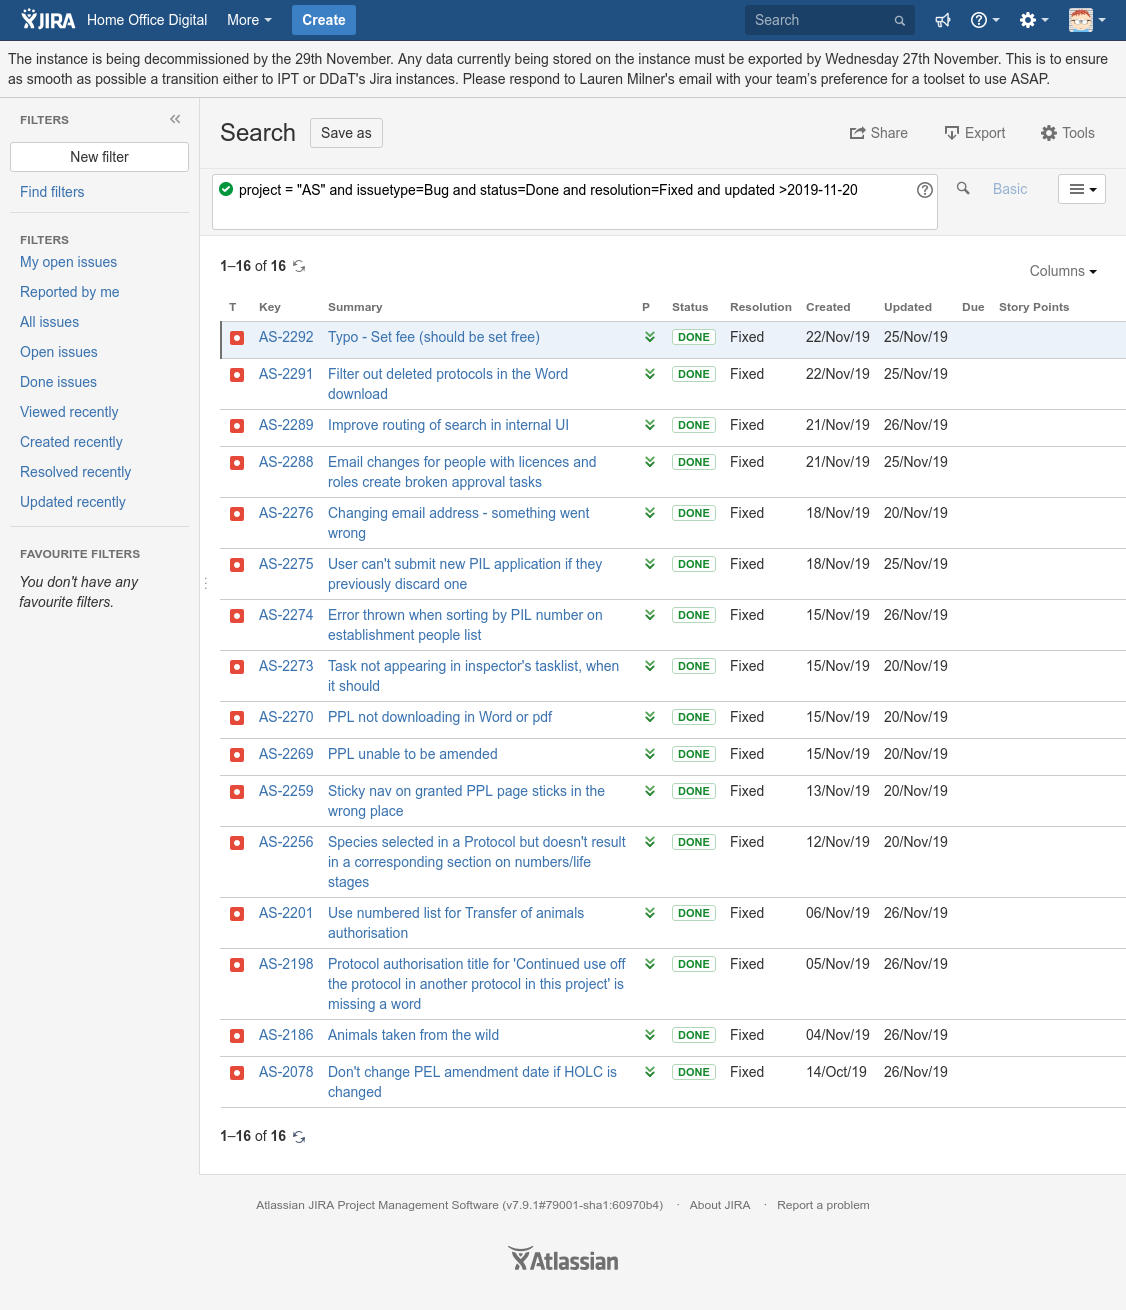 JIRA Home Office Digital More Create Search
The instance is being decommissioned by the 29th November. Any data currently being stored on the instance must be exported by Wednesday 27th November. This is to ensure
as smooth as possible a transition either to IPT or DDaT's Jira instances. Please respond to Lauren Milner's email with your team's preference for a toolset to use ASAP.
FILTERS
New filter
Find filters
FILTERS
My open issues
Reported by me
All issues
Open issues
Done issues
Viewed recently
Created recently
Resolved recently
Updated recently
FAVOURITE FILTERS
You don't have any
favourite filters.
Search Save as Share Export Tools
project = "AS" and issuetype=Bug and status=Done and resolution=Fixed and updated >2019-11-20
Basic
1–16 of 16
Columns
T Key Summary P Status Resolution Created Updated Due Story Points
AS-2292 Typo - Set fee (should be set free) DONE Fixed 22/Nov/19 25/Nov/19
AS-2291 Filter out deleted protocols in the Word DONE Fixed 22/Nov/19 25/Nov/19
download
AS-2289 Improve routing of search in internal UI DONE Fixed 21/Nov/19 26/Nov/19
AS-2288 Email changes for people with licences and DONE Fixed 21/Nov/19 25/Nov/19
roles create broken approval tasks
AS-2276 Changing email address - something went DONE Fixed 18/Nov/19 20/Nov/19
wrong
AS-2275 User can't submit new PIL application if they DONE Fixed 18/Nov/19 25/Nov/19
previously discard one
AS-2274 Error thrown when sorting by PIL number on DONE Fixed 15/Nov/19 26/Nov/19
establishment people list
AS-2273 Task not appearing in inspector's tasklist, when DONE Fixed 15/Nov/19 20/Nov/19
it should
AS-2270 PPL not downloading in Word or pdf DONE Fixed 15/Nov/19 20/Nov/19
AS-2269 PPL unable to be amended DONE Fixed 15/Nov/19 20/Nov/19
AS-2259 Sticky nav on granted PPL page sticks in the DONE Fixed 13/Nov/19 20/Nov/19
wrong place
AS-2256 Species selected in a Protocol but doesn't result DONE Fixed 12/Nov/19 20/Nov/19
in a corresponding section on numbers/life
stages
AS-2201 Use numbered list for Transfer of animals DONE Fixed 06/Nov/19 26/Nov/19
authorisation
AS-2198 Protocol authorisation title for 'Continued use off DONE Fixed 05/Nov/19 26/Nov/19
the protocol in another protocol in this project' is
missing a word
AS-2186 Animals taken from the wild DONE Fixed 04/Nov/19 26/Nov/19
AS-2078 Don't change PEL amendment date if HOLC is DONE Fixed 14/Oct/19 26/Nov/19
changed
1–16 of 16
Atlassian JIRA Project Management Software (v7.9.1#79001-sha1:60970b4) · About JIRA · Report a problem
Atlassian